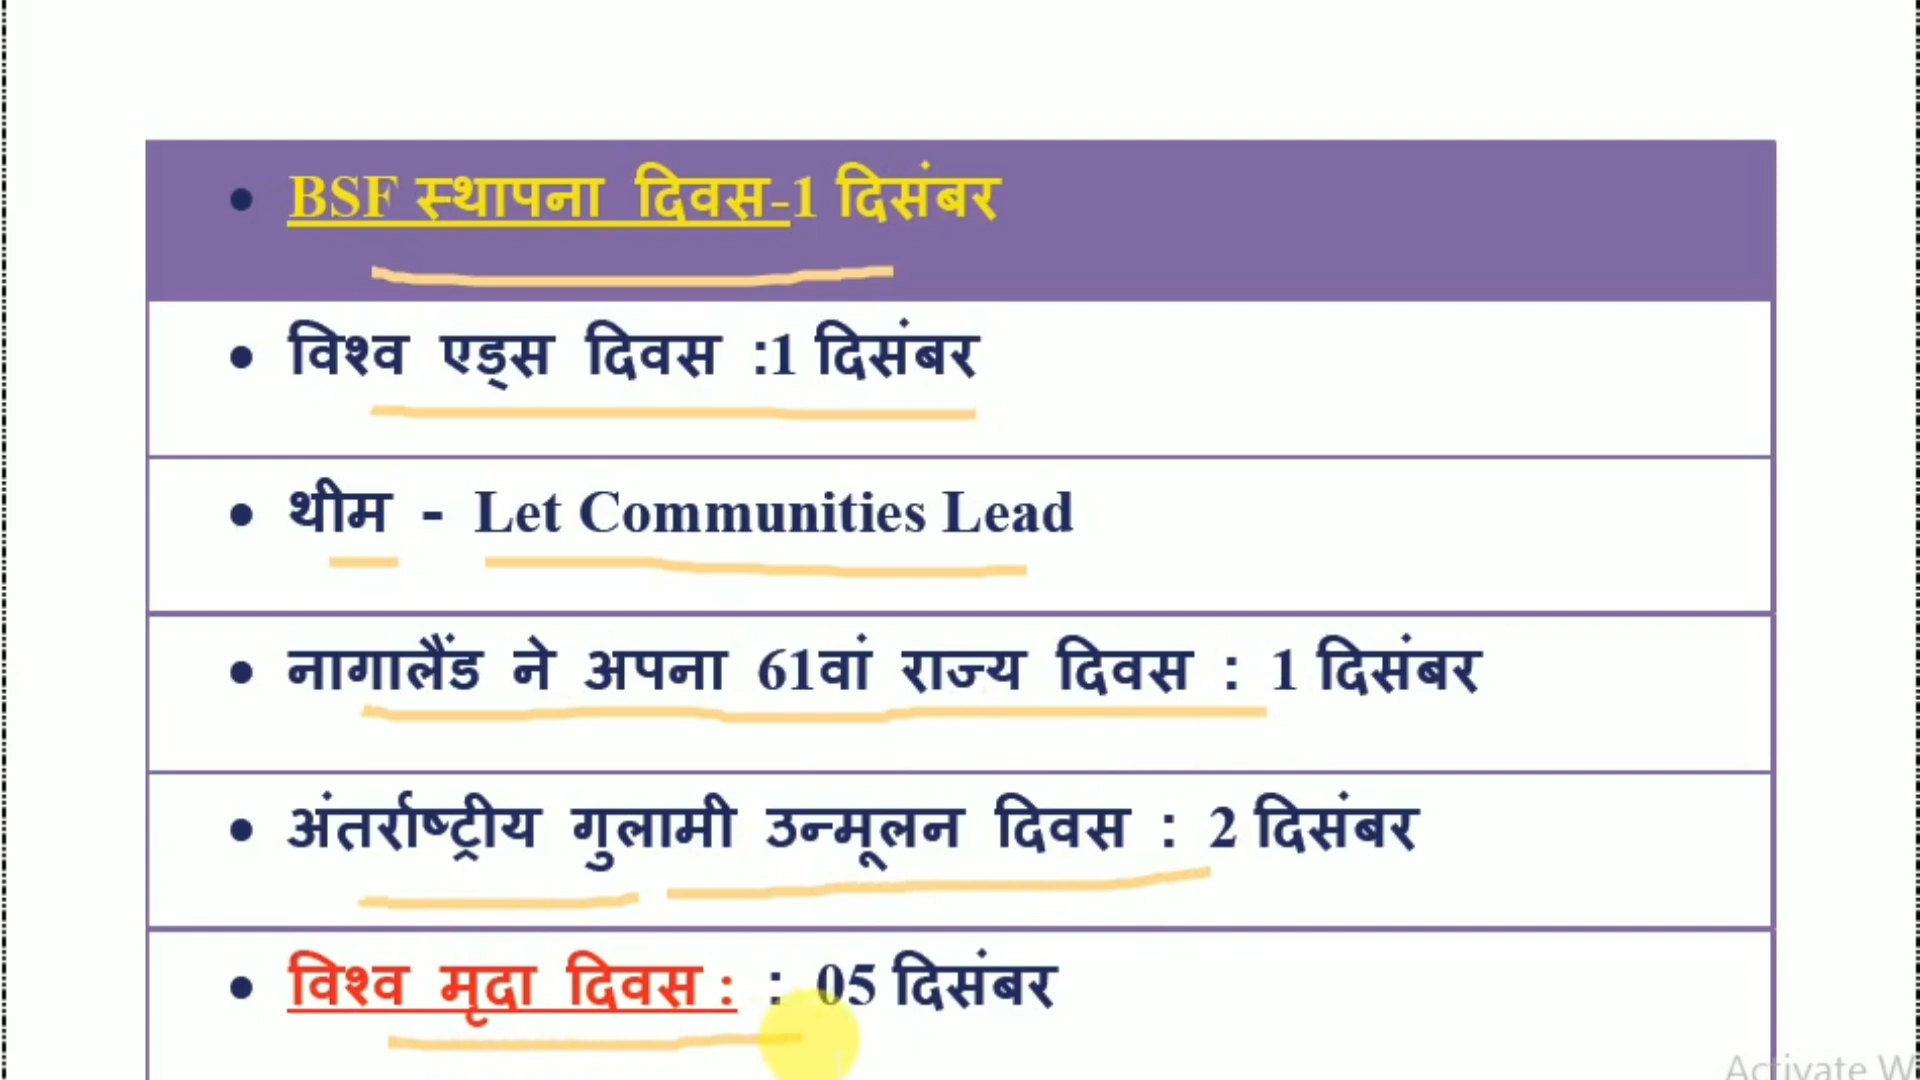 • BSF स्थापना दिवस-1 दिसंबर
• विश्व एड्स दिवस :1 दिसंबर
• थीम - Let Communities Lead
• नागालैंड ने अपना 61वां राज्य दिवस : 1 दिसंबर
• अंतर्राष्ट्रीय गुलामी उन्मूलन दिवस : 2 दिसंबर
• विश्व मृदा दिवस : : 05 दिसंबर
Activate W